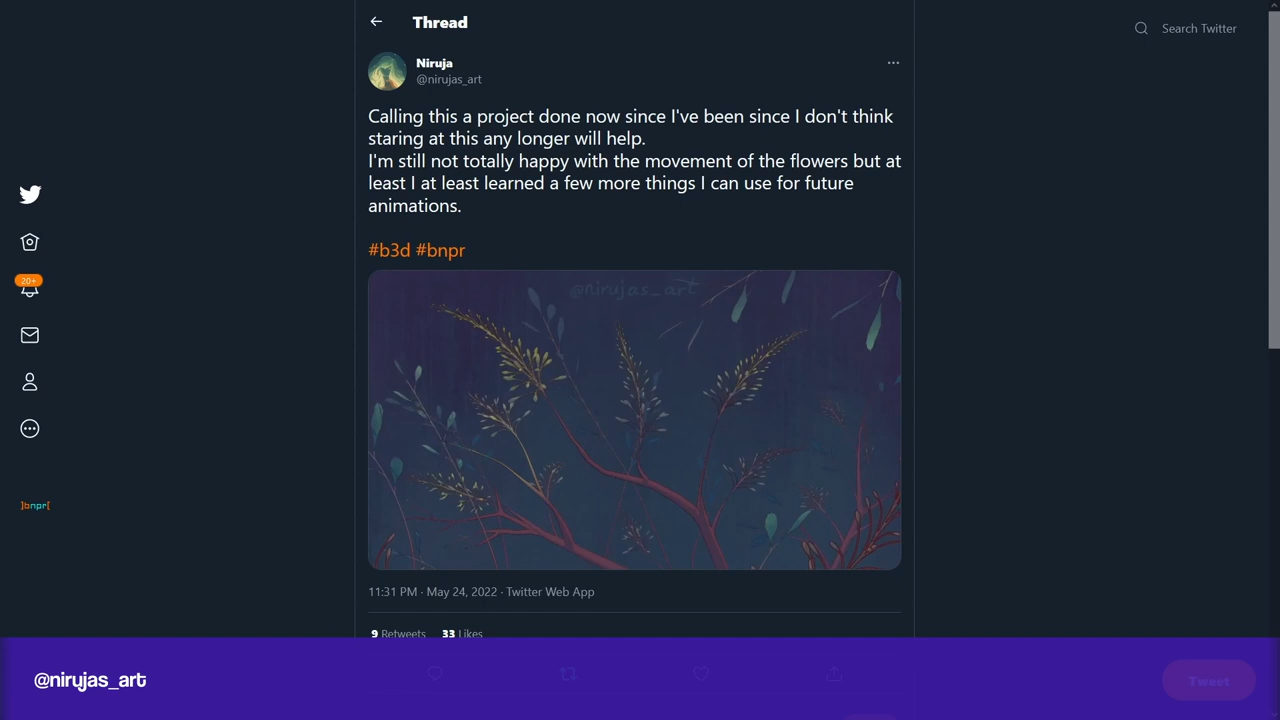 Thread
Search Twitter
Niruja
@nirujas_art
Calling this a project done now since I've been since I don't think
staring at this any longer will help.
I'm still not totally happy with the movement of the flowers but at
least I at least learned a few more things I can use for future
animations.
#b3d #bnpr
@nirujas_art
20+
]bnpr[
11:31 PM · May 24, 2022 · Twitter Web App
9 Retweets 33 Likes
@nirujas_art
Tweet